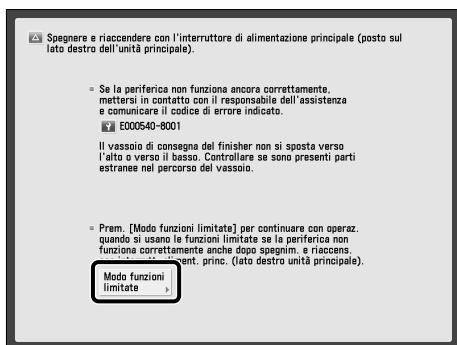 Spegnere e riaccendere con l'interruttore di alimentazione principale (posto sul
lato destro dell'unità principale).
Se la periferica non funziona ancora correttamente,
mettersi in contatto con il responsabile dell'assistenza
e comunicare il codice di errore indicato.
E000540-8001
Il vassoio di consegna del finisher non si sposta verso
l'alto o verso il basso. Controllare se sono presenti parti
estranee nel percorso del vassoio.
Prem. [Modo funzioni limitate] per continuare con operaz.
quando si usano le funzioni limitate se la periferica non
funziona correttamente anche dopo spegnim. e riaccens.
princ. (lato destro unità principale).
Modo funzioni
limitate